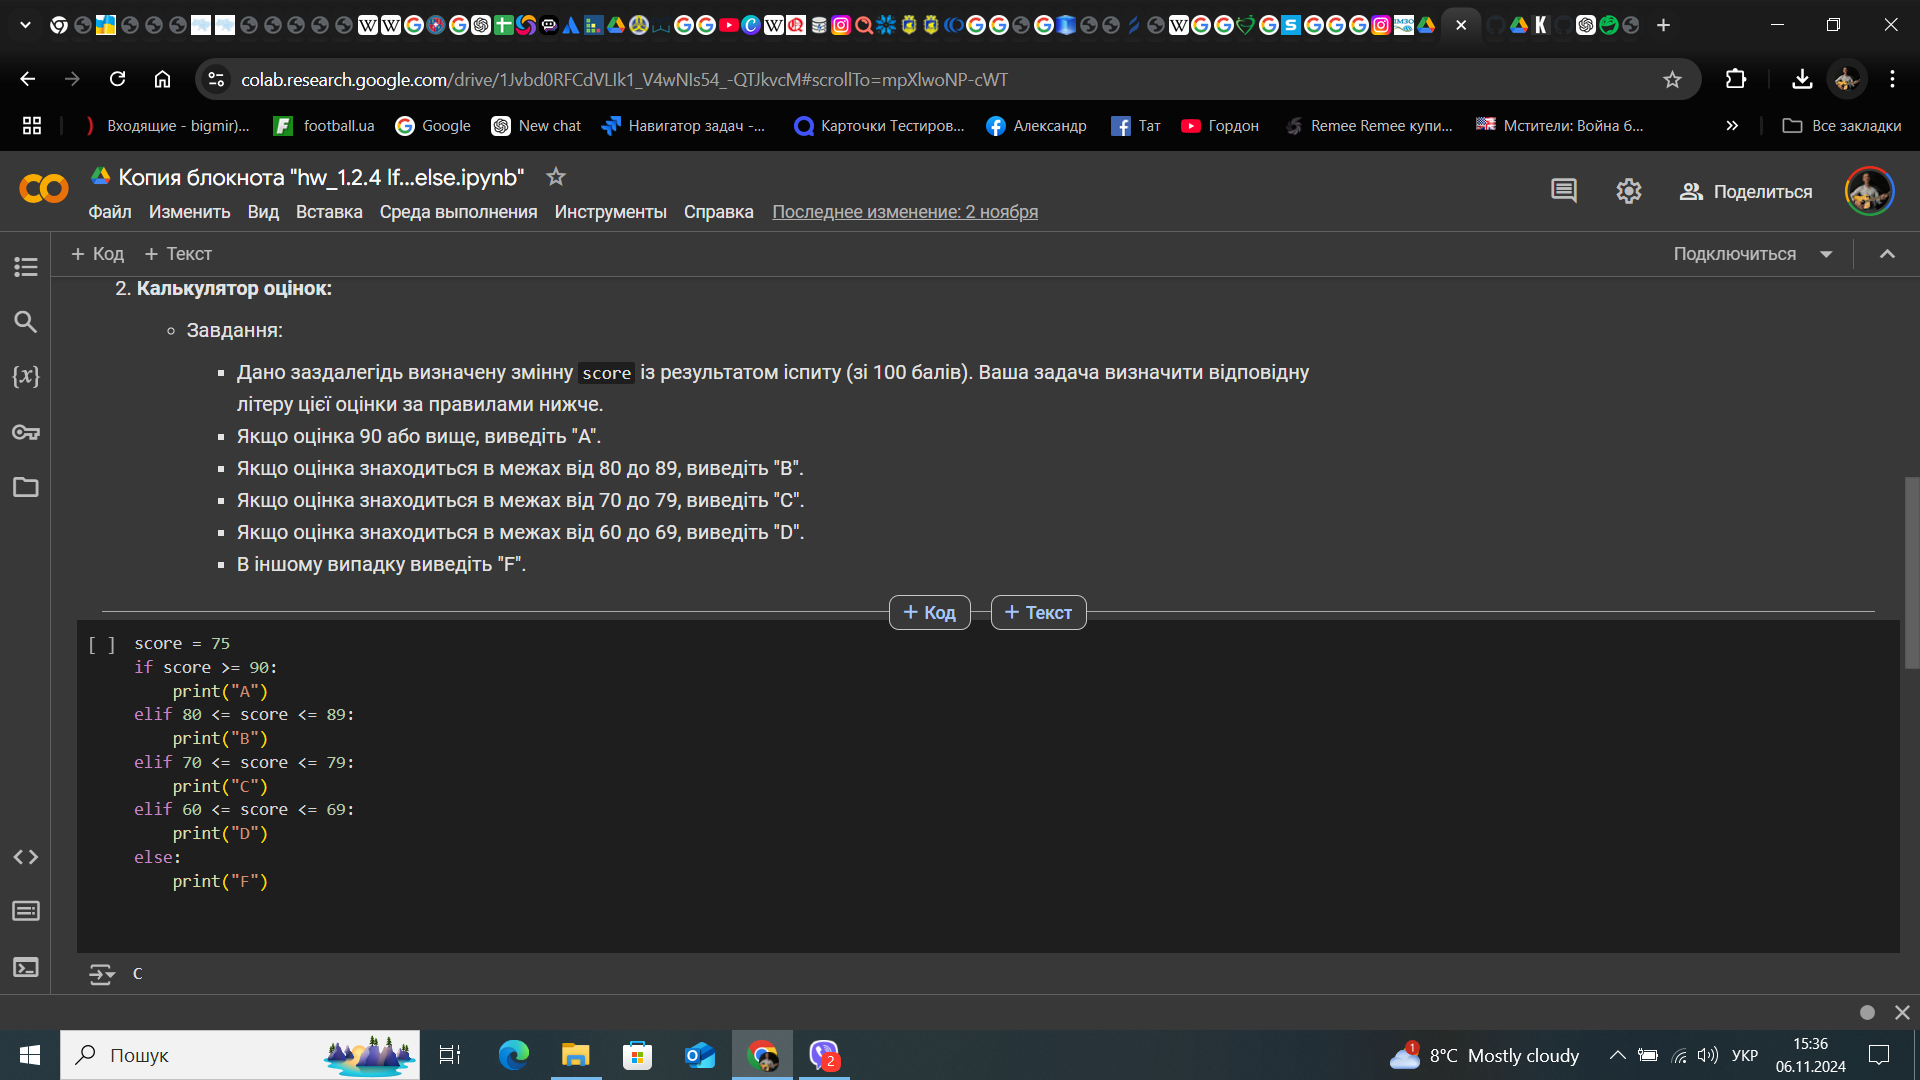 colab.research.google.com/drive/1Jvbd0RFCdVLIk1_V4wNIs54_-QTJkvcM#scrollTo=mpXlwoNP-cWT
Входящие - bigmir)... football.ua Google New chat Навигатор задач -... Карточки Тестиров... Александр Тат Гордон Remee Remee купи... Мстители: Война б... Все закладки
Копия блокнота "hw_1.2.4 If...else.ipynb"
Файл Изменить Вид Вставка Среда выполнения Инструменты Справка Последнее изменение: 2 ноября
Поделиться
+ Код + Текст
Подключиться
2. Калькулятор оцінок:
Завдання:
Дано заздалегідь визначену змінну score із результатом іспиту (зі 100 балів). Ваша задача визначити відповідну
літеру цієї оцінки за правилами нижче.
Якщо оцінка 90 або вище, виведіть "A".
Якщо оцінка знаходиться в межах від 80 до 89, виведіть "B".
Якщо оцінка знаходиться в межах від 70 до 79, виведіть "C".
Якщо оцінка знаходиться в межах від 60 до 69, виведіть "D".
В іншому випадку виведіть "F".
+ Код + Текст
[ ] score = 75
if score >= 90:
    print("A")
elif 80 <= score <= 89:
    print("B")
elif 70 <= score <= 79:
    print("C")
elif 60 <= score <= 69:
    print("D")
else:
    print("F")
C
Пошук
2
1
8°C Mostly cloudy
УКР
15:36
06.11.2024